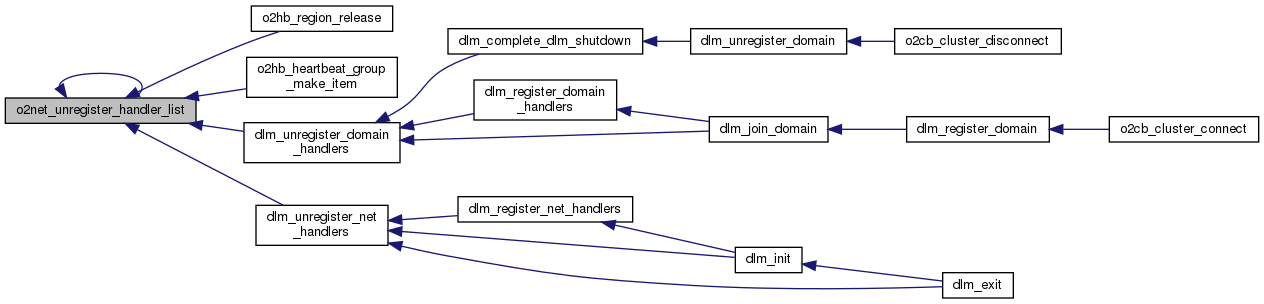 o2hb_region_release
dlm_complete_dlm_shutdown
dlm_unregister_domain
o2cb_cluster_disconnect
o2hb_heartbeat_group
_make_item
o2net_unregister_handler_list
dlm_register_domain
_handlers
dlm_unregister_domain
_handlers
dlm_join_domain
dlm_register_domain
o2cb_cluster_connect
dlm_unregister_net
_handlers
dlm_register_net_handlers
dlm_init
dlm_exit